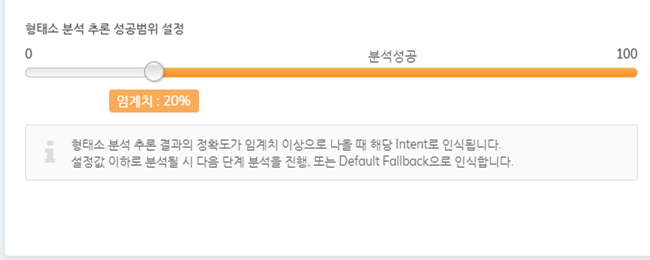 형태소 분석 추론 성공범위 설정
0 분석성공 100
임계치 : 20%
형태소 분석 추론 결과의 정확도가 임계치 이상으로 나올 때 해당 Intent로 인식됩니다.
설정값 이하로 분석될 시 다음 단계 분석을 진행, 또는 Default Fallback으로 인식합니다.